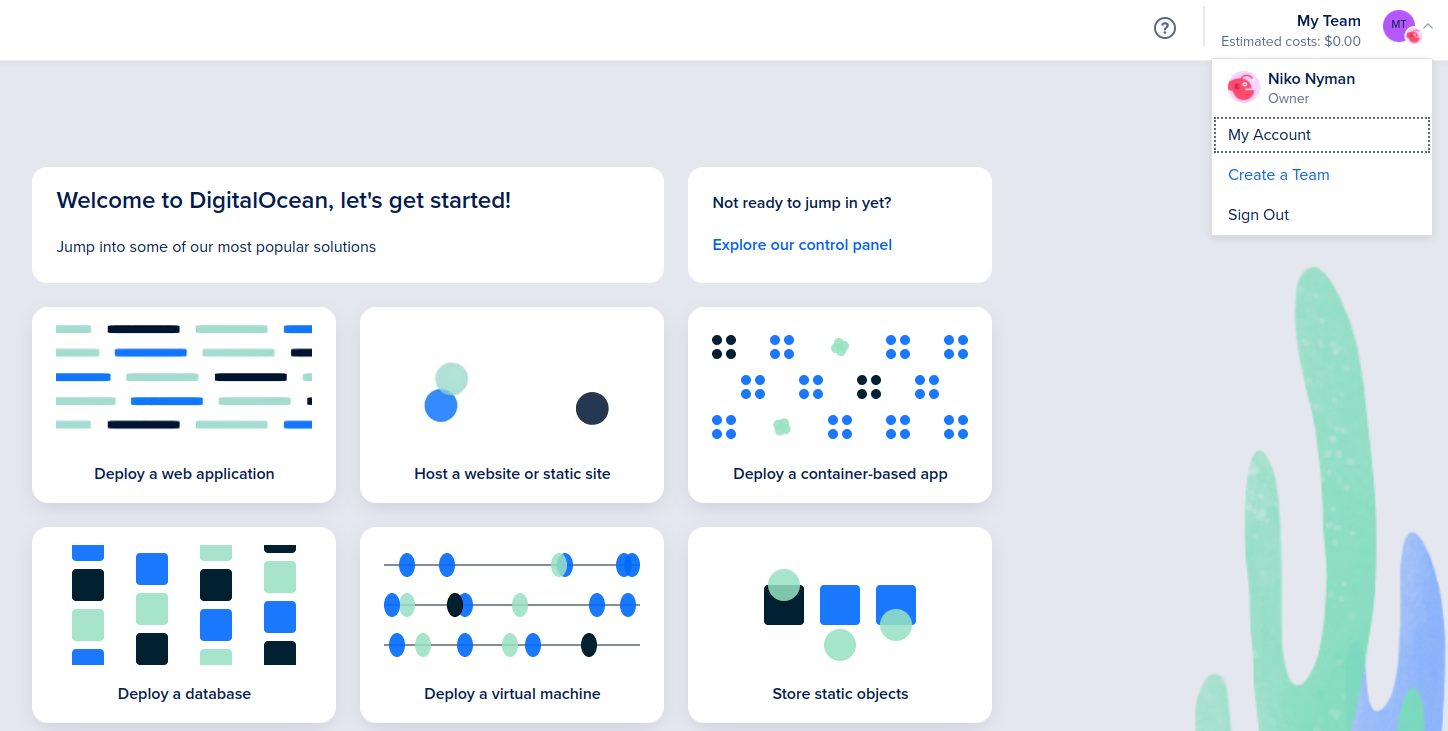 ?
My Team
Estimated costs: $0.00
MT
Niko Nyman
Owner
My Account
Create a Team
Sign Out
Welcome to DigitalOcean, let's get started!
Jump into some of our most popular solutions
Not ready to jump in yet?
Explore our control panel
Deploy a web application
Host a website or static site
Deploy a container-based app
Deploy a database
Deploy a virtual machine
Store static objects